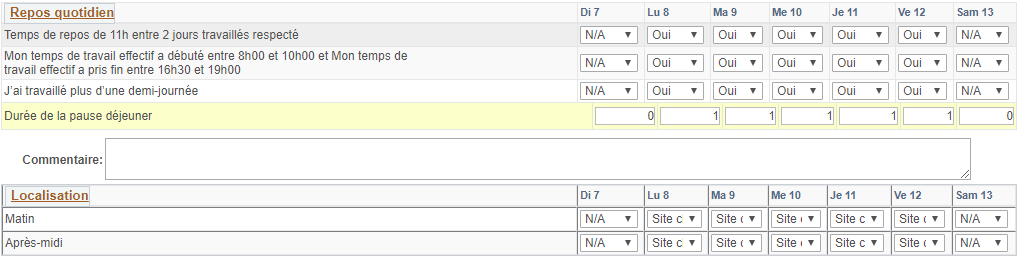 Repos quotidien Di 7 Lu 8 Ma 9 Me 10 Je 11 Ve 12 Sam 13
Temps de repos de 11h entre 2 jours travaillés respecté N/A Oui Oui Oui Oui Oui N/A
Mon temps de travail effectif a débuté entre 8h00 et 10h00 et Mon temps de
travail effectif a pris fin entre 16h30 et 19h00 N/A Oui Oui Oui Oui Oui N/A
J'ai travaillé plus d'une demi-journée N/A Oui Oui Oui Oui Oui N/A
Durée de la pause déjeuner 0 1 1 1 1 1 0
Commentaire:
Localisation Di 7 Lu 8 Ma 9 Me 10 Je 11 Ve 12 Sam 13
Matin N/A Site c Site c Site c Site c Site c N/A
Après-midi N/A Site c Site c Site c Site c Site c N/A